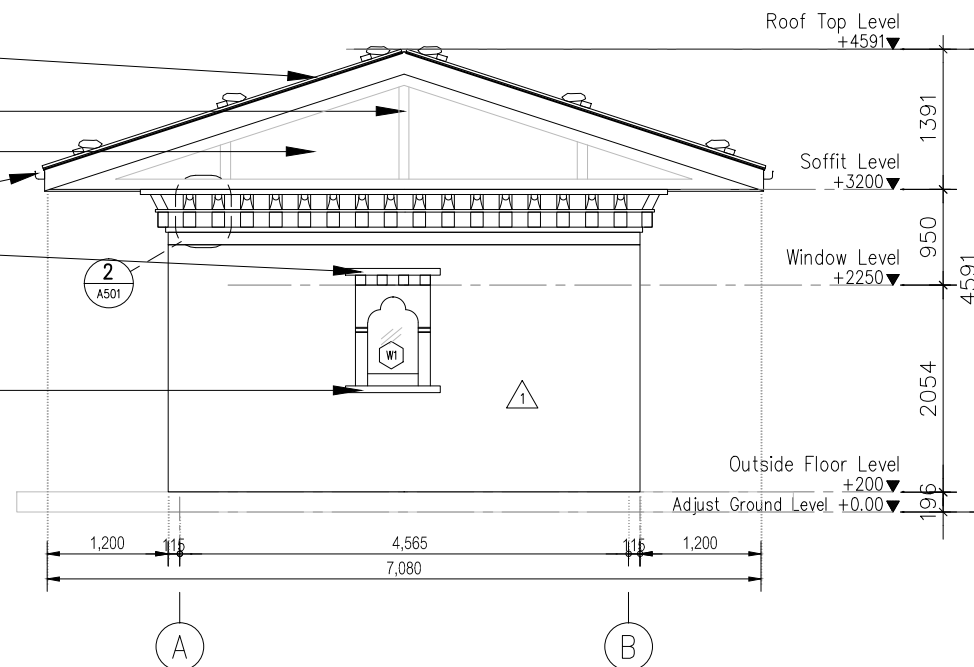 Roof Top Level
+4591
1391
Soffit Level
+3200
950
Window Level
+2250
4591
2
A501
W1
1
2054
Outside Floor Level
+200
196
Adjust Ground Level +0.00
1,200
115
4,565
115
1,200
7,080
A
B